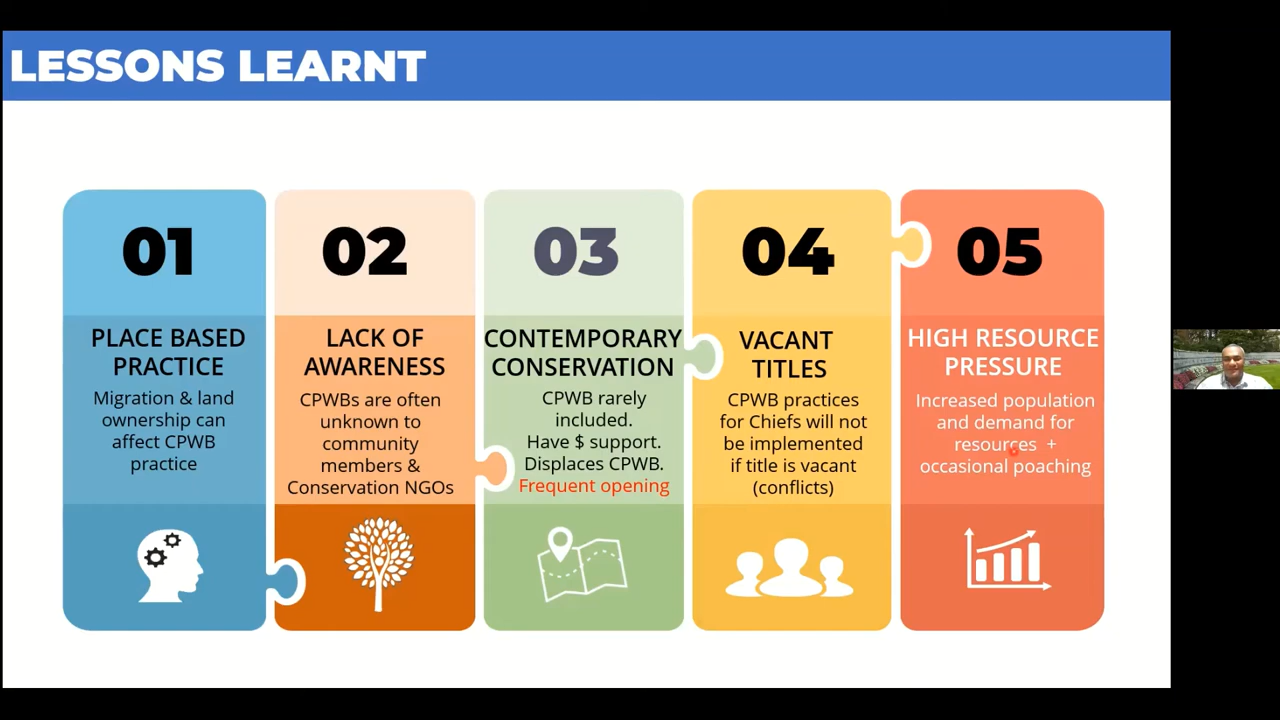 LESSONS LEARNT
01
PLACE BASED
PRACTICE
Migration & land
ownership can
affect CPWB
practice
02
LACK OF
AWARENESS
CPWBs are often
unknown to
community
members &
Conservation NGOs
03
CONTEMPORARY
CONSERVATION
CPWB rarely
included.
Have $ support.
Displaces CPWB.
Frequent opening
04
VACANT
TITLES
CPWB practices
for Chiefs will not
be implemented
if title is vacant
(conflicts)
05
HIGH RESOURCE
PRESSURE
Increased population
and demand for
resources +
occasional poaching